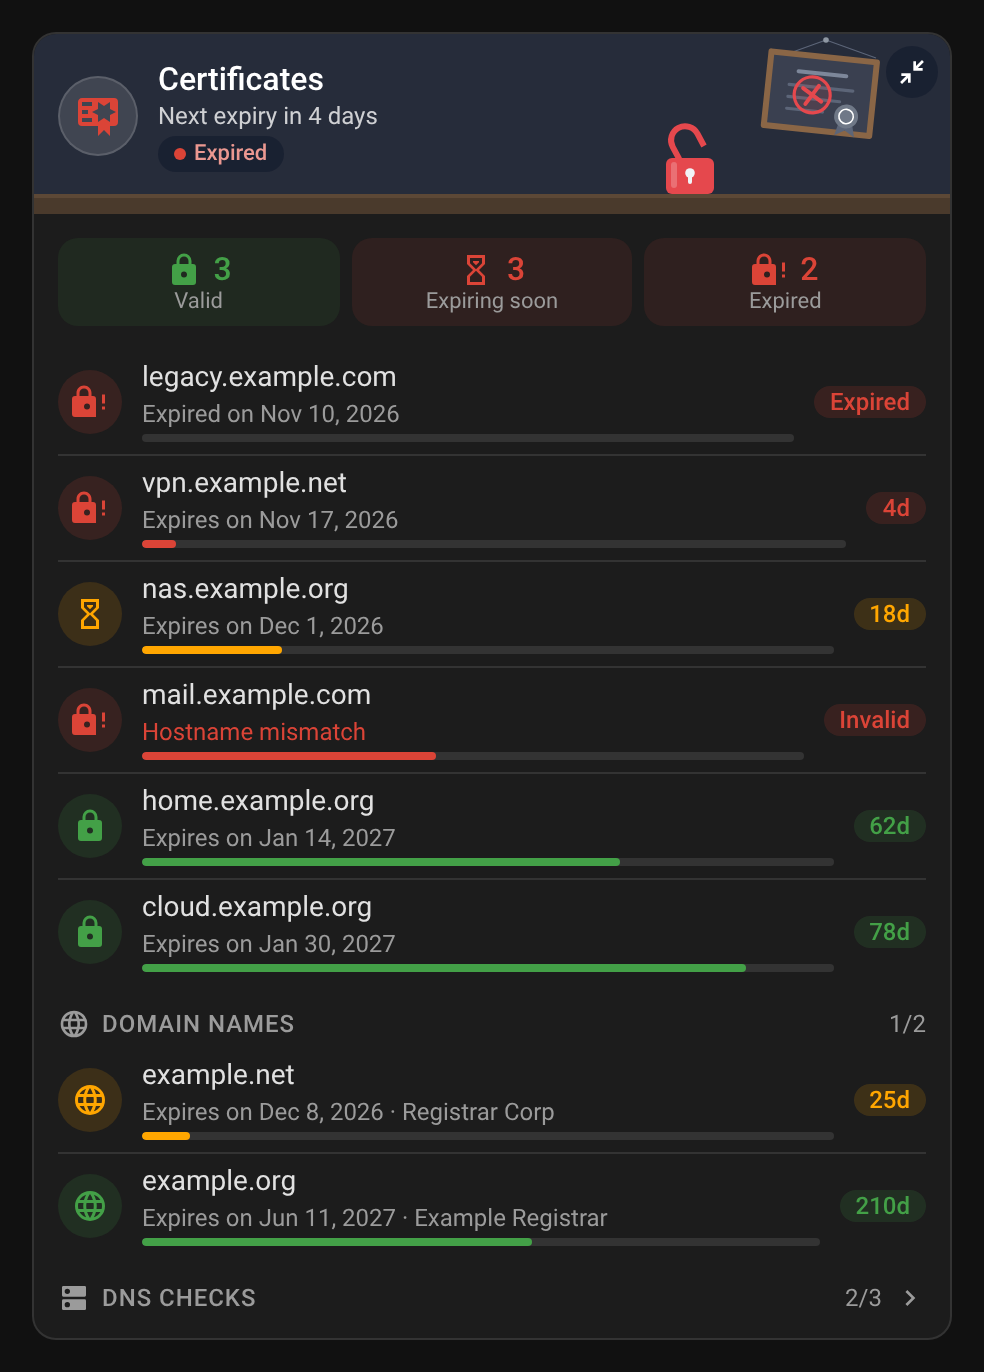 Certificates
Next expiry in 4 days
Expired
3
Valid
3
Expiring soon
2
Expired
legacy.example.com
Expired on Nov 10, 2026
Expired
vpn.example.net
Expires on Nov 17, 2026
4d
nas.example.org
Expires on Dec 1, 2026
18d
mail.example.com
Hostname mismatch
Invalid
home.example.org
Expires on Jan 14, 2027
62d
cloud.example.org
Expires on Jan 30, 2027
78d
DOMAIN NAMES 1/2
example.net
Expires on Dec 8, 2026 · Registrar Corp
25d
example.org
Expires on Jun 11, 2027 · Example Registrar
210d
DNS CHECKS 2/3